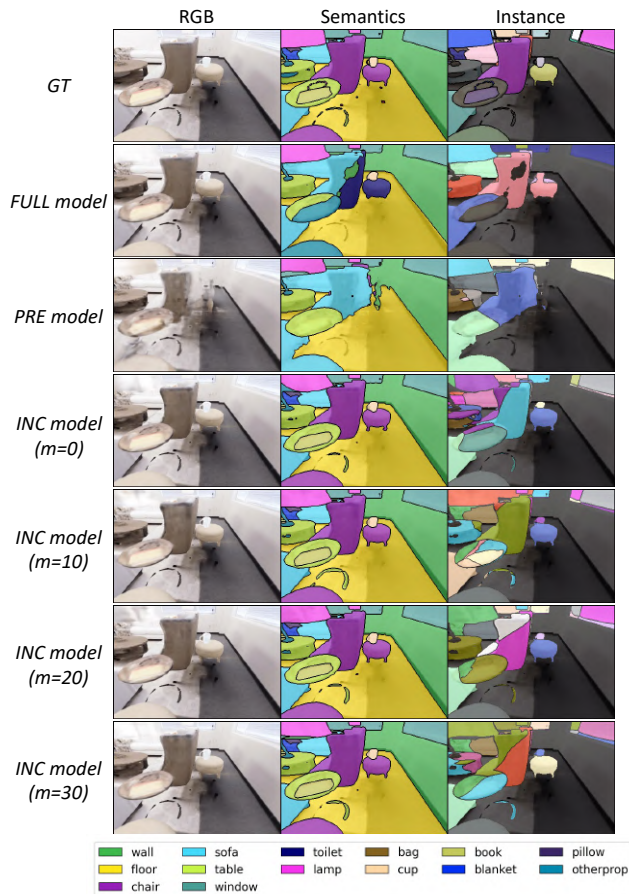 RGB Semantics Instance
GT
FULL model
PRE model
INC model
(m=0)
INC model
(m=10)
INC model
(m=20)
INC model
(m=30)
wall sofa toilet bag book pillow
floor table lamp cup blanket otherprop
chair window